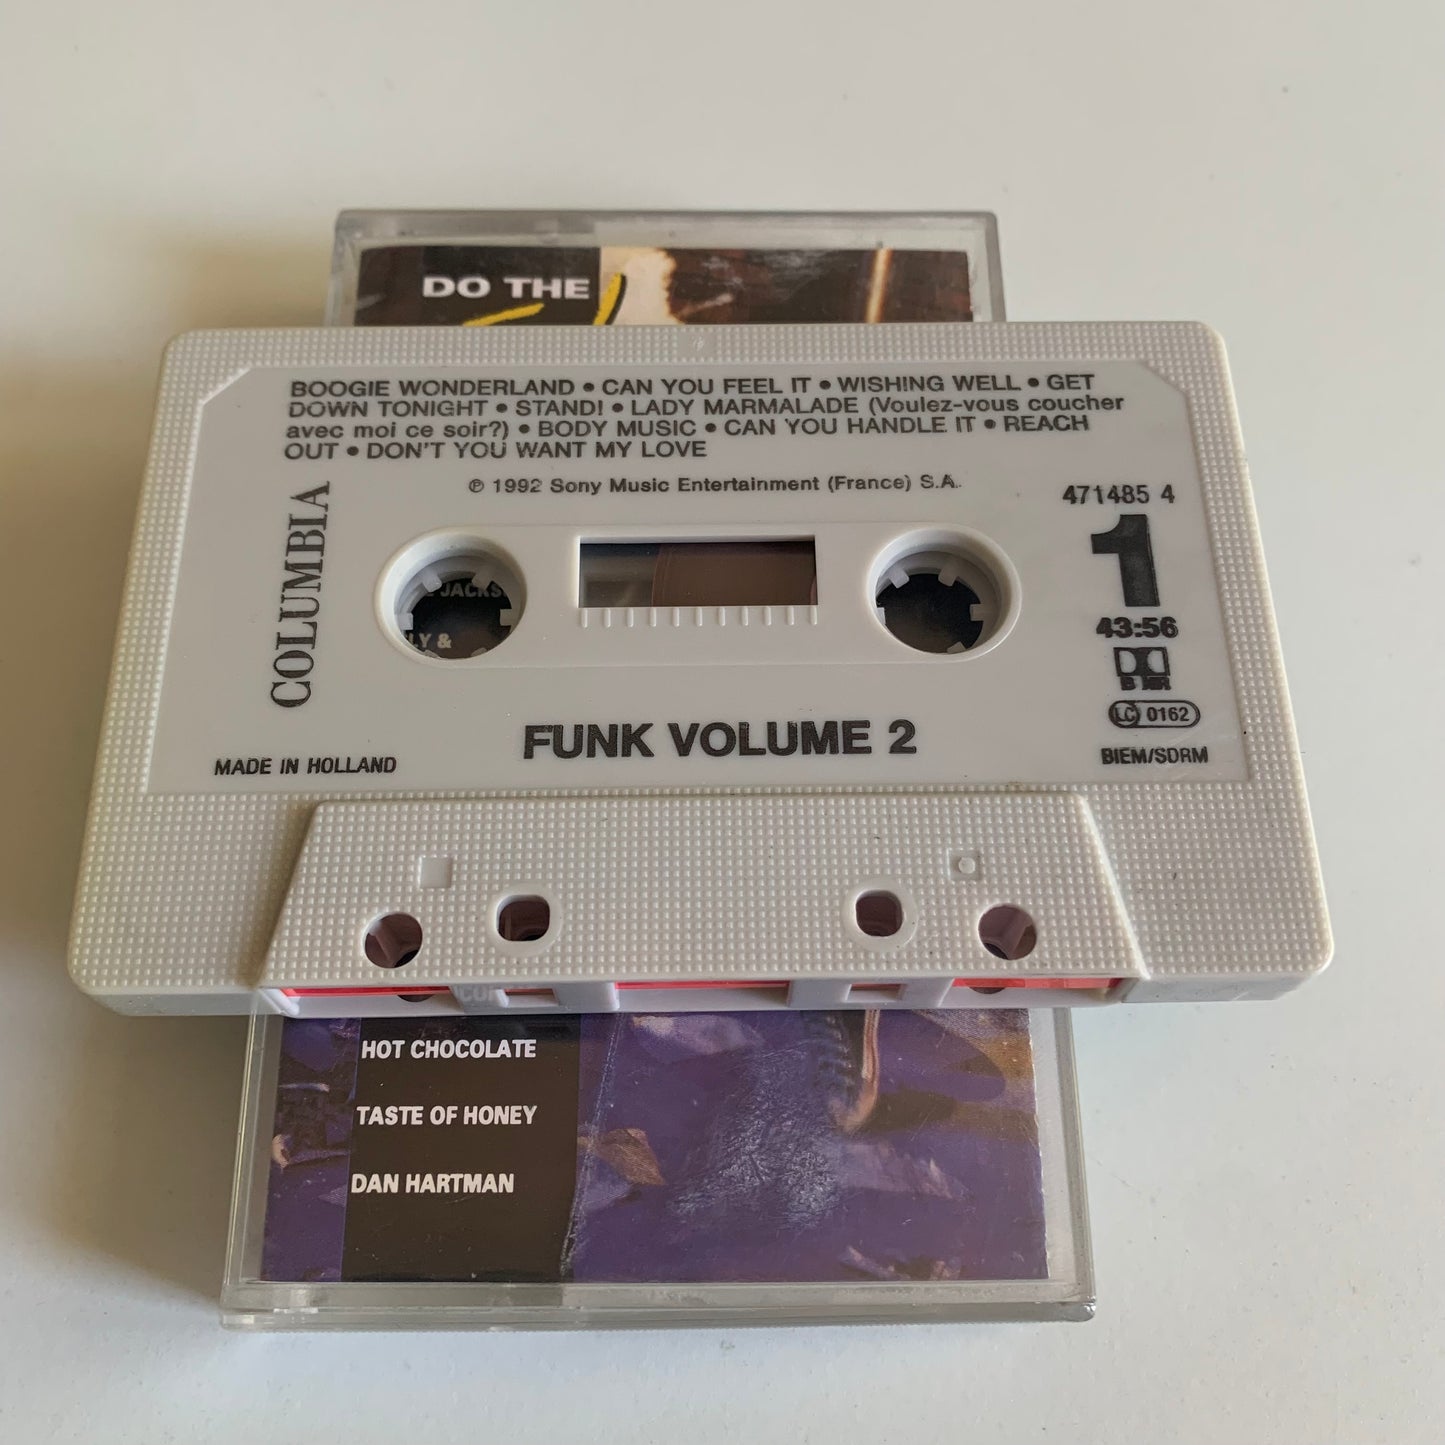 DO THE
BOOGIE WONDERLAND • CAN YOU FEEL IT • WISHING WELL • GET
DOWN TONIGHT • STAND! • LADY MARMALADE (Voulez-vous coucher
avec moi ce soir?) • BODY MUSIC • CAN YOU HANDLE IT • REACH
OUT • DON'T YOU WANT MY LOVE
℗ 1992 Sony Music Entertainment (France) S.A.
COLUMBIA
471485 4
1
43:56
B NR
LC 0162
BIEM/SDRM
FUNK VOLUME 2
MADE IN HOLLAND
HOT CHOCOLATE
TASTE OF HONEY
DAN HARTMAN